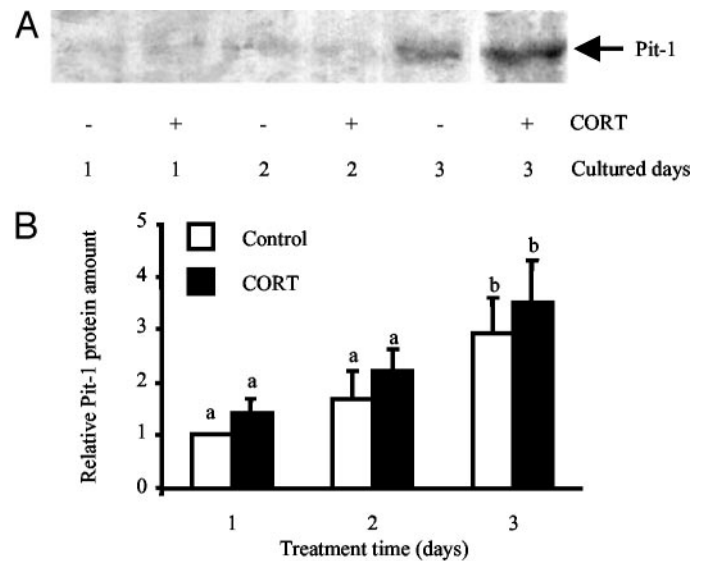 A
Pit-1
- + - + - + CORT
1 1 2 2 3 3 Cultured days
B
5
4
3
2
1
0
Relative Pit-1 protein amount
Control
CORT
a a a a b b
1 2 3
Treatment time (days)